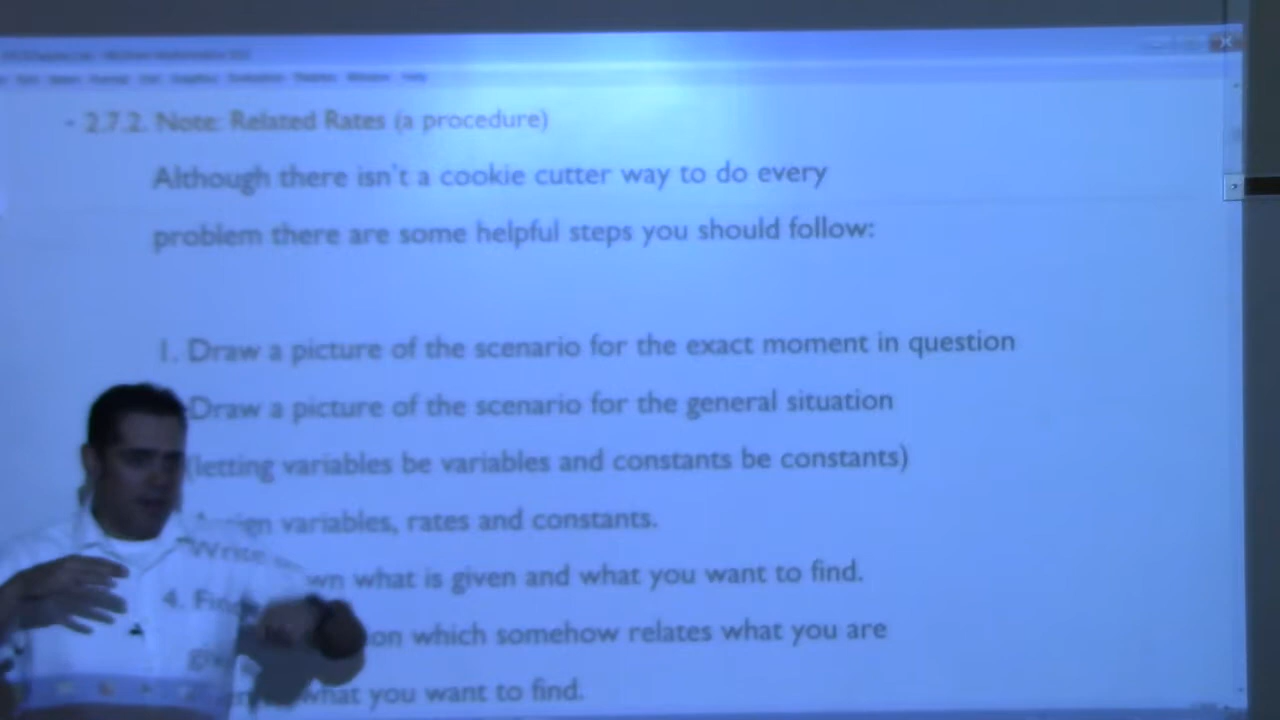 2.7.2. Note: Related Rates (a procedure)
Although there isn't a cookie cutter way to do every
problem there are some helpful steps you should follow:
1. Draw a picture of the scenario for the exact moment in question
Draw a picture of the scenario for the general situation
(letting variables be variables and constants be constants)
variables, rates and constants.
Write what is given and what you want to find.
4. which somehow relates what you are
what you want to find.